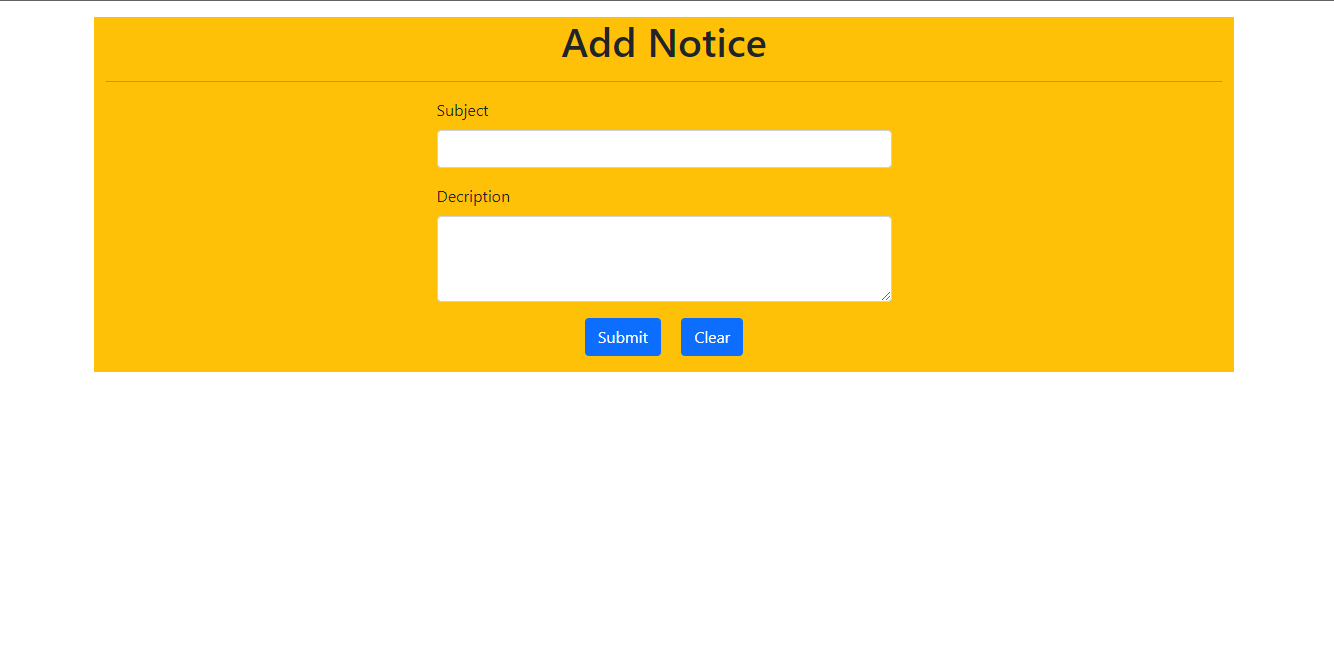 Add Notice
Subject
Decription
Submit Clear